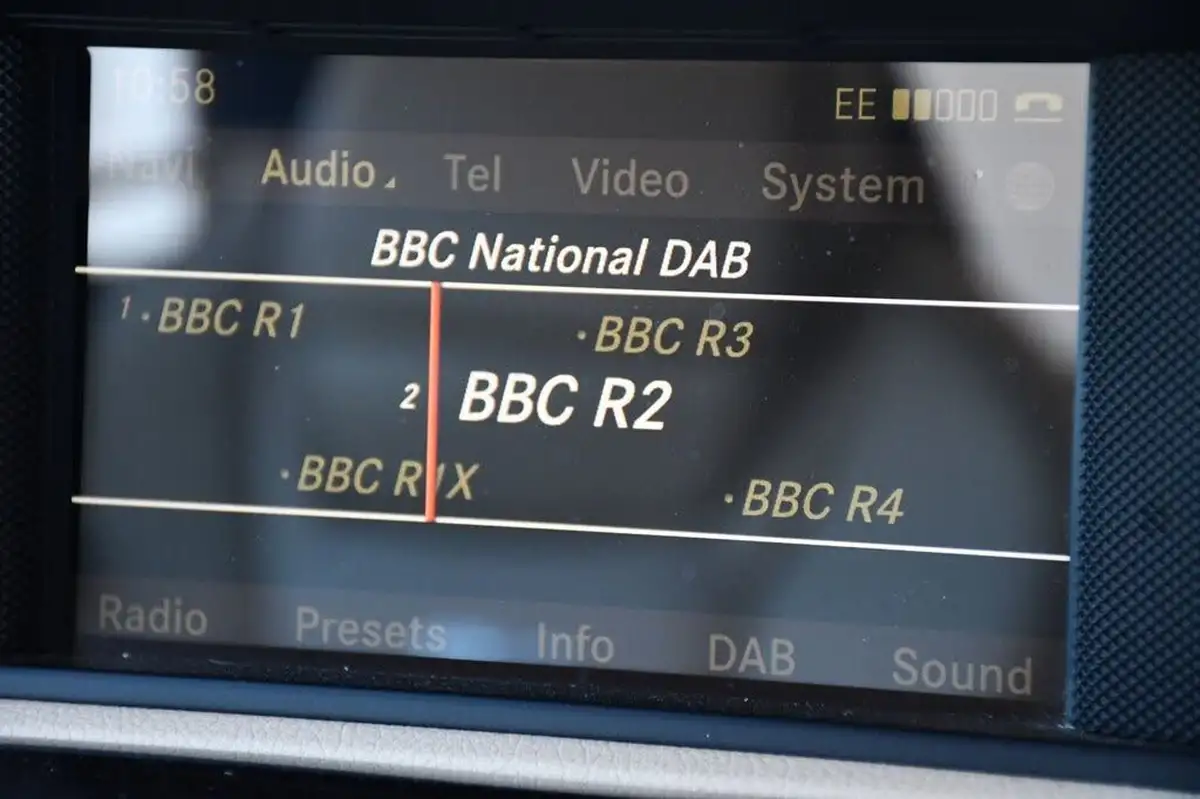 10:58 EE
Navi Audio Tel Video System
BBC National DAB
1 · BBC R1 · BBC R3
2 BBC R2
· BBC R1X · BBC R4
Radio Presets Info DAB Sound